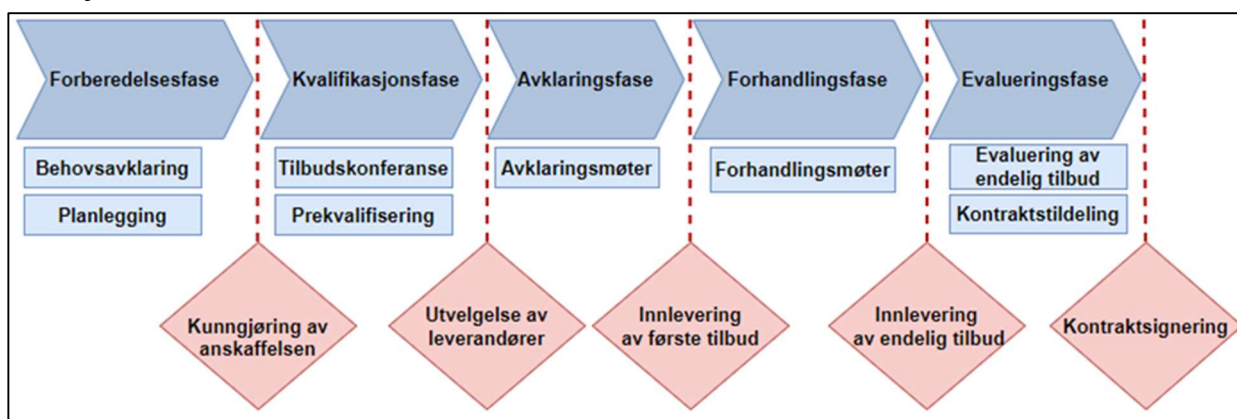 Forberedelsesfase
Kvalifikasjonsfase
Avklaringsfase
Forhandlingsfase
Evalueringsfase
Behovsavklaring
Planlegging
Tilbudskonferanse
Prekvalifisering
Avklaringsmøter
Forhandlingsmøter
Evaluering av
endelig tilbud
Kontraktstildeling
Kunngjøring av
anskaffelsen
Utvelgelse av
leverandører
Innlevering
av første tilbud
Innlevering
av endelig tilbud
Kontraktsignering